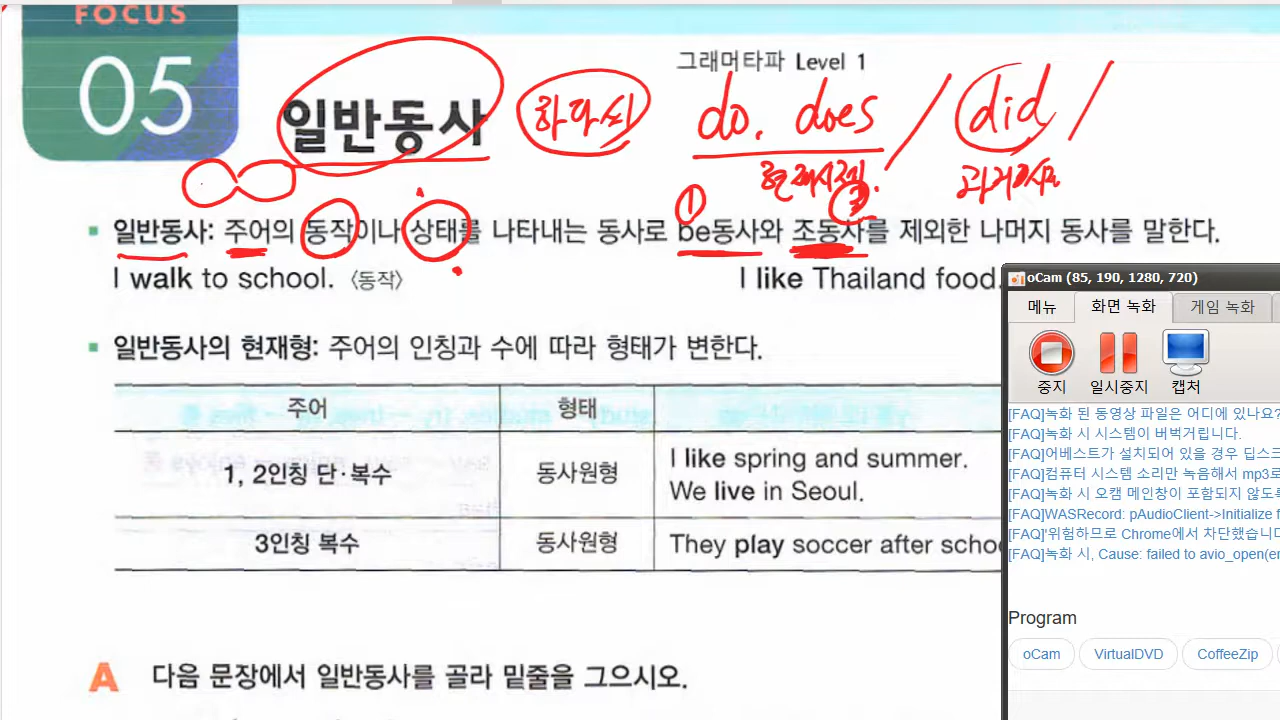 FOCUS
05
일반동사
그래머타파 Level 1
do. does / did /
■ 일반동사: 주어의 동작이나 상태를 나타내는 동사로 be동사와 조동사를 제외한 나머지 동사를 말한다.
I walk to school. 〈동작〉
I like Thailand food.
■ 일반동사의 현재형: 주어의 인칭과 수에 따라 형태가 변한다.
주어
형태
1, 2인칭 단·복수
동사원형
I like spring and summer.
We live in Seoul.
3인칭 복수
동사원형
They play soccer after schoo
A 다음 문장에서 일반동사를 골라 밑줄을 그으시오.
oCam (85, 190, 1280, 720)
메뉴
화면 녹화
게임 녹화
중지
일시중지
캡처
[FAQ]녹화 된 동영상 파일은 어디에 있나요?
[FAQ]녹화 시 시스템이 버벅거립니다.
[FAQ]어베스트가 설치되어 있을 경우 딥스크
[FAQ]컴퓨터 시스템 소리만 녹음해서 mp3로
[FAQ]녹화 시 오캠 메인창이 포함되지 않도록
[FAQ]WASRecord: pAudioClient->Initialize f
[FAQ]'위험하므로 Chrome에서 차단했습니다
[FAQ]녹화 시, Cause: failed to avio_open(er
Program
oCam
VirtualDVD
CoffeeZip